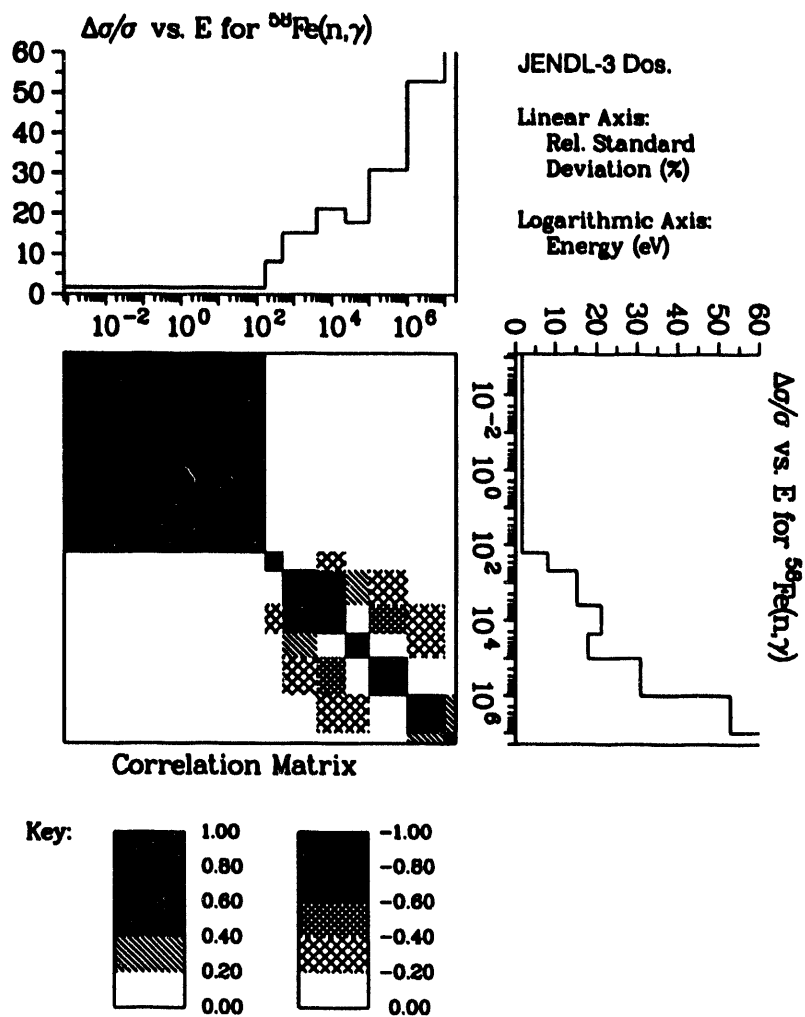 Δσ/σ vs. E for ⁵⁸Fe(n,γ)
60
50
40
30
20
10
0
10⁻² 10⁰ 10² 10⁴ 10⁶
JENDL-3 Dos.
Linear Axis:
Rel. Standard
Deviation (%)
Logarithmic Axis:
Energy (eV)
0 10 20 30 40 50 60
10⁻² 10⁰ 10² 10⁴ 10⁶
Δσ/σ vs. E for ⁵⁸Fe(n,γ)
Correlation Matrix
Key:
1.00 -1.00
0.80 -0.80
0.60 -0.60
0.40 -0.40
0.20 -0.20
0.00 0.00